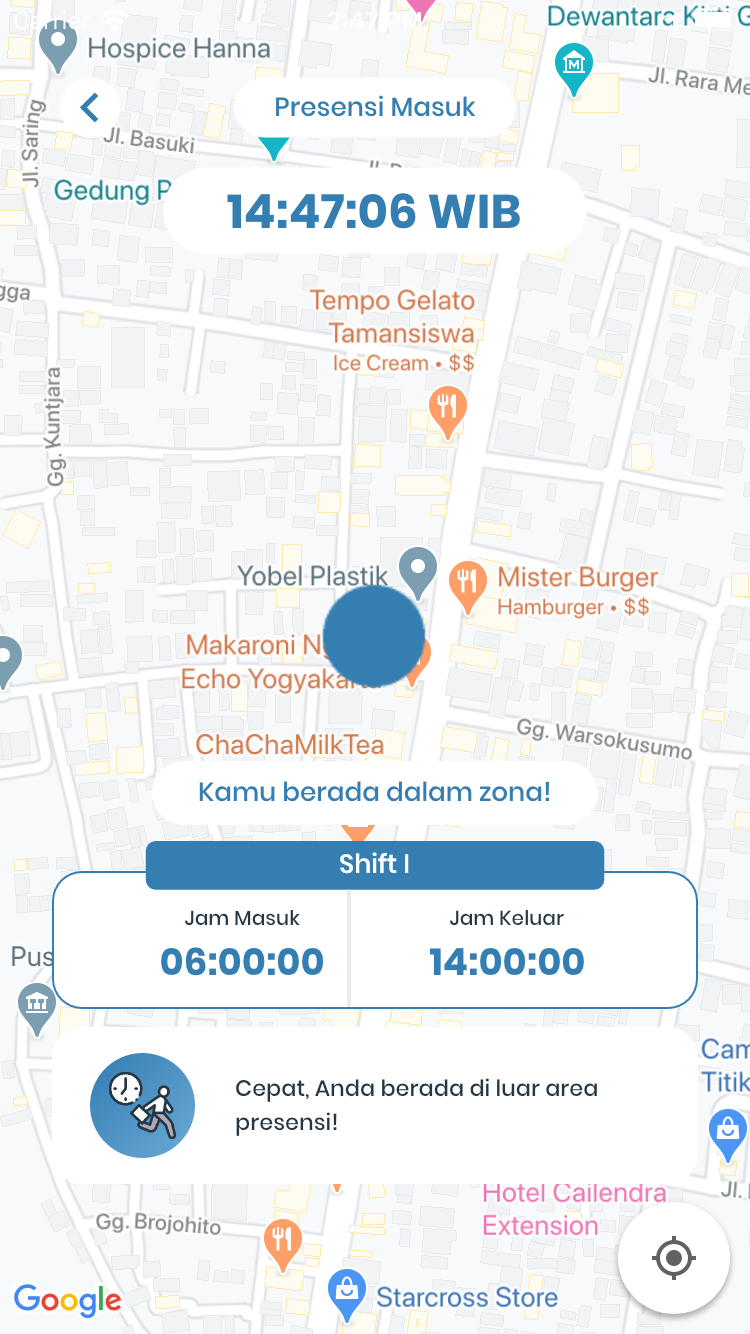 Carrier
2:47 PM
Dewantara
Hospice Hanna
Jl. Rara
Presensi Masuk
Jl. Saring
Jl. Basuki
Gedung P
14:47:06 WIB
gga
Tempo Gelato
Tamansiswa
Ice Cream • $$
Gg. Kuntjara
Yobel Plastik
Mister Burger
Hamburger • $$
Makaroni Ng
Echo Yogyakarta
Gg. Warsokusumo
ChaChaMilkTea
Kamu berada dalam zona!
Shift I
Jam Masuk
Jam Keluar
06:00:00
14:00:00
Pus
Cam
Titik
Cepat, Anda berada di luar area
presensi!
Jl.
Hotel Cailendra
Extension
Gg. Brojohito
Google
Starcross Store